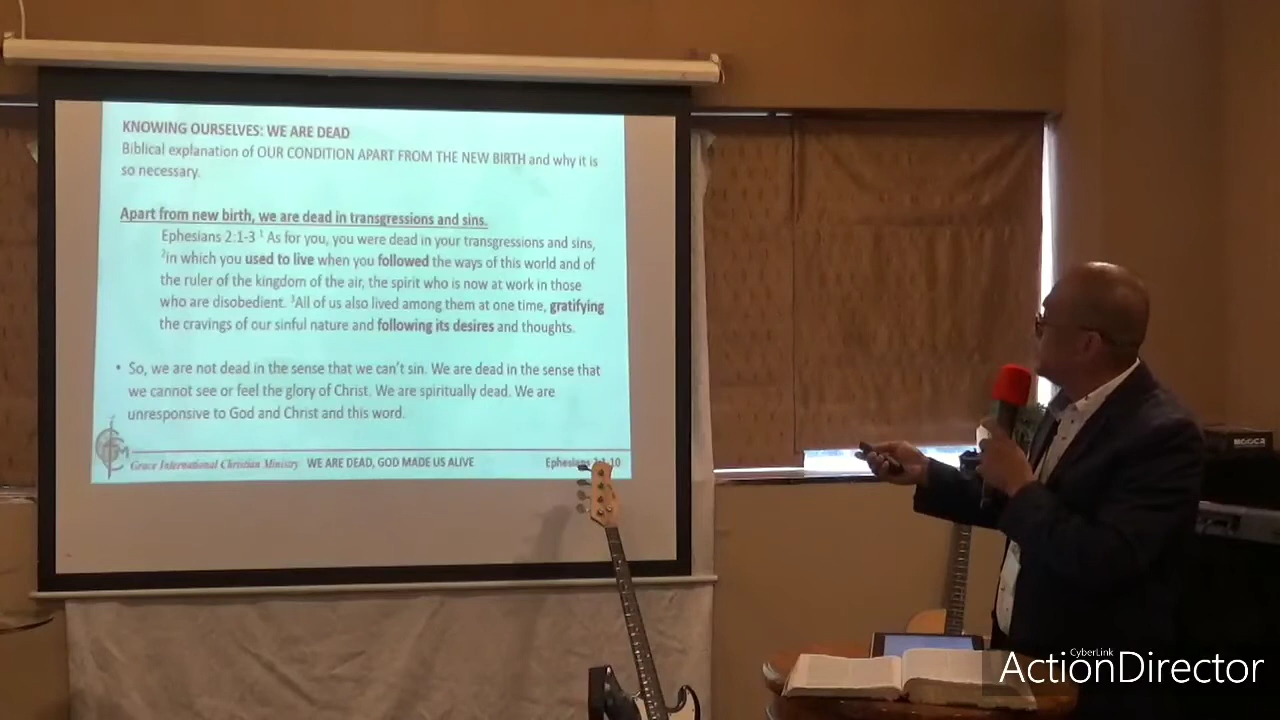 KNOWING OURSELVES: WE ARE DEAD
Biblical explanation of OUR CONDITION APART FROM THE NEW BIRTH and why it is
so necessary.
Apart from new birth, we are dead in transgressions and sins.
Ephesians 2:1-3 ¹ As for you, you were dead in your transgressions and sins,
²in which you used to live when you followed the ways of this world and of
the ruler of the kingdom of the air, the spirit who is now at work in those
who are disobedient. ³All of us also lived among them at one time, gratifying
the cravings of our sinful nature and following its desires and thoughts.
• So, we are not dead in the sense that we can't sin. We are dead in the sense that
we cannot see or feel the glory of Christ. We are spiritually dead. We are
unresponsive to God and Christ and this word.
Grace International Christian Ministry WE ARE DEAD, GOD MADE US ALIVE Ephesians -10
MOOER
CyberLink
ActionDirector